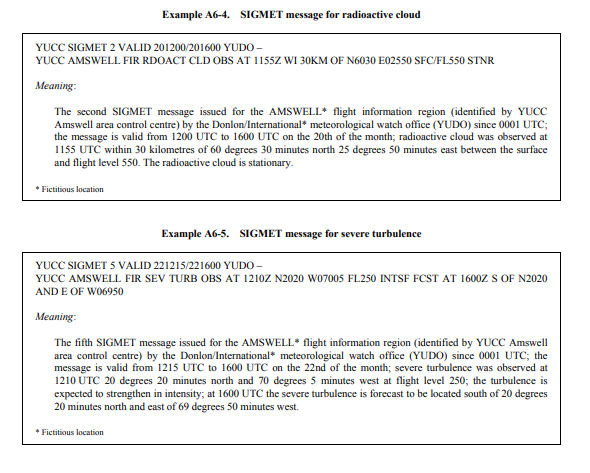 Example A6-4. SIGMET message for radioactive cloud
YUCC SIGMET 2 VALID 201200/201600 YUDO –
YUCC AMSWELL FIR RDOACT CLD OBS AT 1155Z WI 30KM OF N6030 E02550 SFC/FL550 STNR
Meaning:
The second SIGMET message issued for the AMSWELL* flight information region (identified by YUCC
Amswell area control centre) by the Donlon/International* meteorological watch office (YUDO) since 0001 UTC;
the message is valid from 1200 UTC to 1600 UTC on the 20th of the month; radioactive cloud was observed at
1155 UTC within 30 kilometres of 60 degrees 30 minutes north 25 degrees 50 minutes east between the surface
and flight level 550. The radioactive cloud is stationary.
* Fictitious location
Example A6-5. SIGMET message for severe turbulence
YUCC SIGMET 5 VALID 221215/221600 YUDO –
YUCC AMSWELL FIR SEV TURB OBS AT 1210Z N2020 W07005 FL250 INTSF FCST AT 1600Z S OF N2020
AND E OF W06950
Meaning:
The fifth SIGMET message issued for the AMSWELL* flight information region (identified by YUCC Amswell
area control centre) by the Donlon/International* meteorological watch office (YUDO) since 0001 UTC; the
message is valid from 1215 UTC to 1600 UTC on the 22nd of the month; severe turbulence was observed at
1210 UTC 20 degrees 20 minutes north and 70 degrees 5 minutes west at flight level 250; the turbulence is
expected to strengthen in intensity; at 1600 UTC the severe turbulence is forecast to be located south of 20 degrees
20 minutes north and east of 69 degrees 50 minutes west.
* Fictitious location